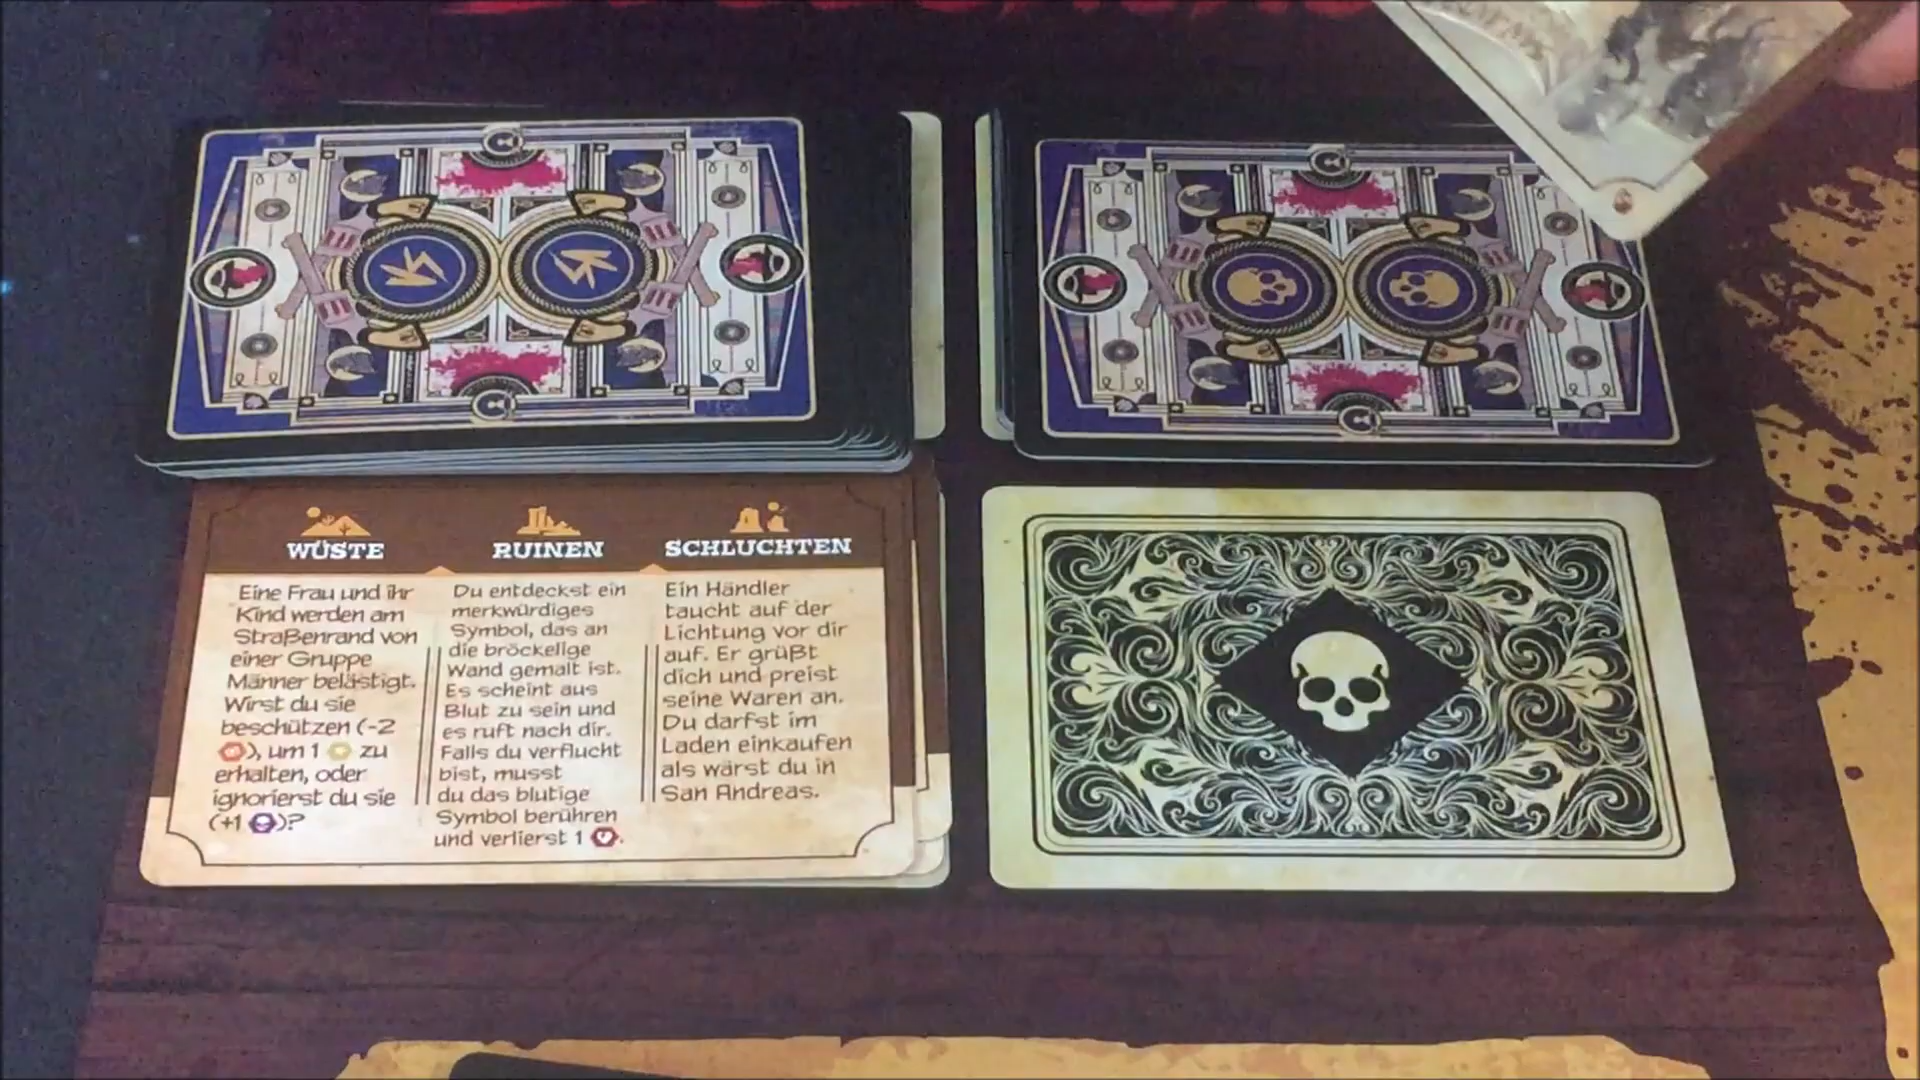 WÜSTE
Eine Frau und ihr
Kind werden am
Straßenrand von
einer Gruppe
Männer belästigt.
Wirst du sie
beschützen (-2
), um 1 zu
erhalten, oder
ignorierst du sie
(+1 )?
RUINEN
Du entdeckst ein
merkwürdiges
Symbol, das an
die bröckelige
Wand gemalt ist.
Es scheint aus
Blut zu sein und
es ruft nach dir.
Falls du verflucht
bist, musst
du das blutige
Symbol berühren
und verlierst 1 .
SCHLUCHTEN
Ein Händler
taucht auf der
Lichtung vor dir
auf. Er grüßt
dich und preist
seine Waren an.
Du darfst im
Laden einkaufen
als wärst du in
San Andreas.